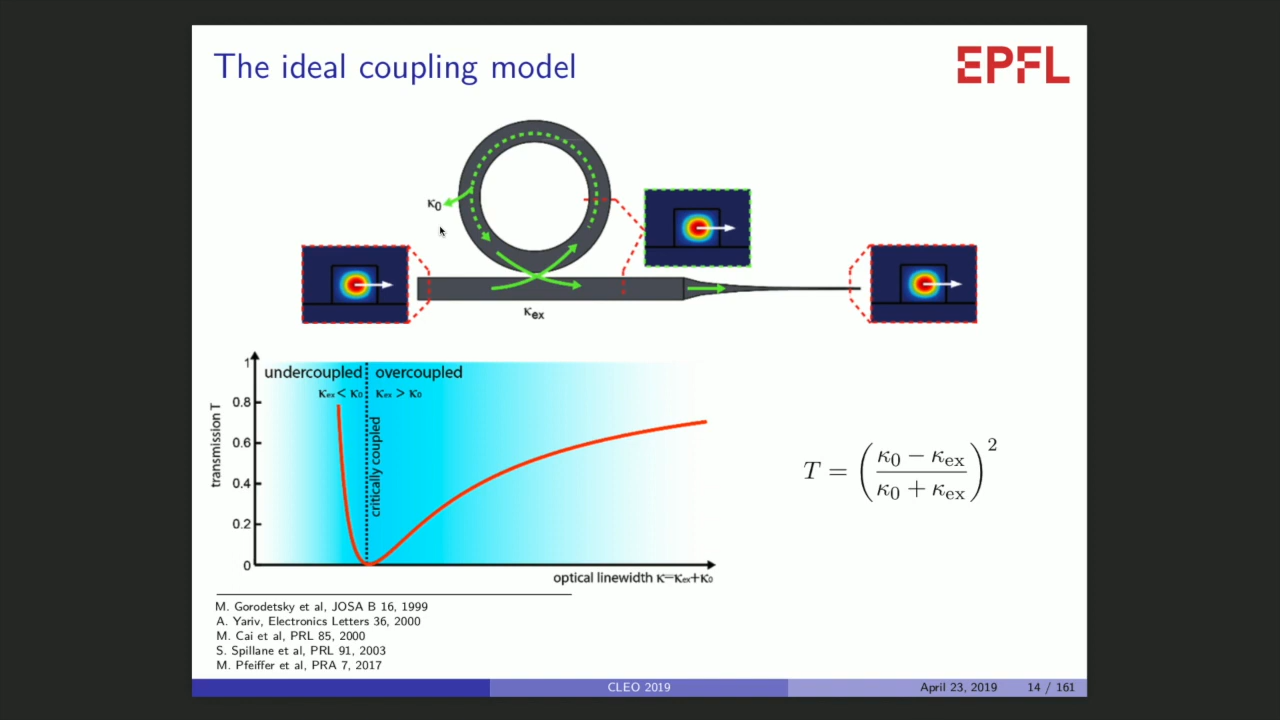 The ideal coupling model
EPFL
κ0
κex
1
undercoupled
overcoupled
κex < κ0
κex > κ0
0.8
0.6
0.4
0.2
0
transmission T
critically coupled
optical linewidth κ=κex+κ0
T = (κ0 − κex / κ0 + κex)2
M. Gorodetsky et al, JOSA B 16, 1999
A. Yariv, Electronics Letters 36, 2000
M. Cai et al, PRL 85, 2000
S. Spillane et al, PRL 91, 2003
M. Pfeiffer et al, PRA 7, 2017
CLEO 2019
April 23, 2019
14 / 161